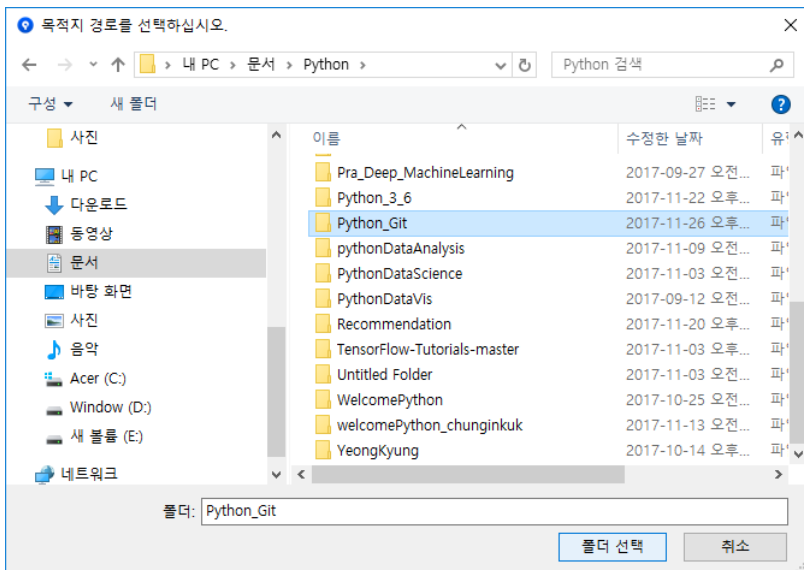 목적지 경로를 선택하십시오.
내 PC > 문서 > Python >
Python 검색
구성
새 폴더
사진
내 PC
다운로드
동영상
문서
바탕 화면
사진
음악
Acer (C:)
Window (D:)
새 볼륨 (E:)
네트워크
이름 수정한 날짜
Pra_Deep_MachineLearning 2017-09-27 오전...
Python_3_6 2017-11-22 오후...
Python_Git 2017-11-26 오후...
pythonDataAnalysis 2017-11-09 오전...
PythonDataScience 2017-11-03 오전...
PythonDataVis 2017-09-12 오전...
Recommendation 2017-11-20 오후...
TensorFlow-Tutorials-master 2017-11-03 오후...
Untitled Folder 2017-11-03 오전...
WelcomePython 2017-10-25 오전...
welcomePython_chunginkuk 2017-11-13 오전...
YeongKyung 2017-10-14 오후...
폴더: Python_Git
폴더 선택
취소